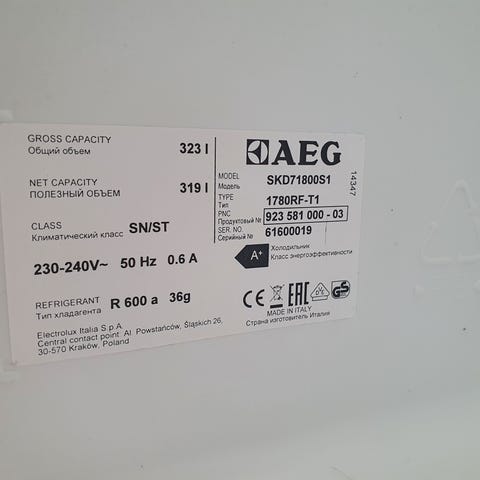 GROSS CAPACITY
Общий объем
323 l
NET CAPACITY
ПОЛЕЗНЫЙ ОБЪЕМ
319 l
CLASS
Климатический класс
SN/ST
230-240V~ 50 Hz 0.6 A
REFRIGERANT
Тип хладагента
R 600 a 36g
Electrolux Italia S.p.A.
Central contact point: Al. Powstańców, Śląskich 26,
30-570 Kraków, Poland
AEG
MODEL
Модель
SKD71800S1
TYPE
Тип
1780RF-T1
PNC
Продуктовый №
923 581 000 - 03
SER. NO.
Серийный №
61600019
14347
A+
Холодильник
Класс энергоэффективности
CE
EAC
GS
MADE IN ITALY
Страна изготовитель Италия